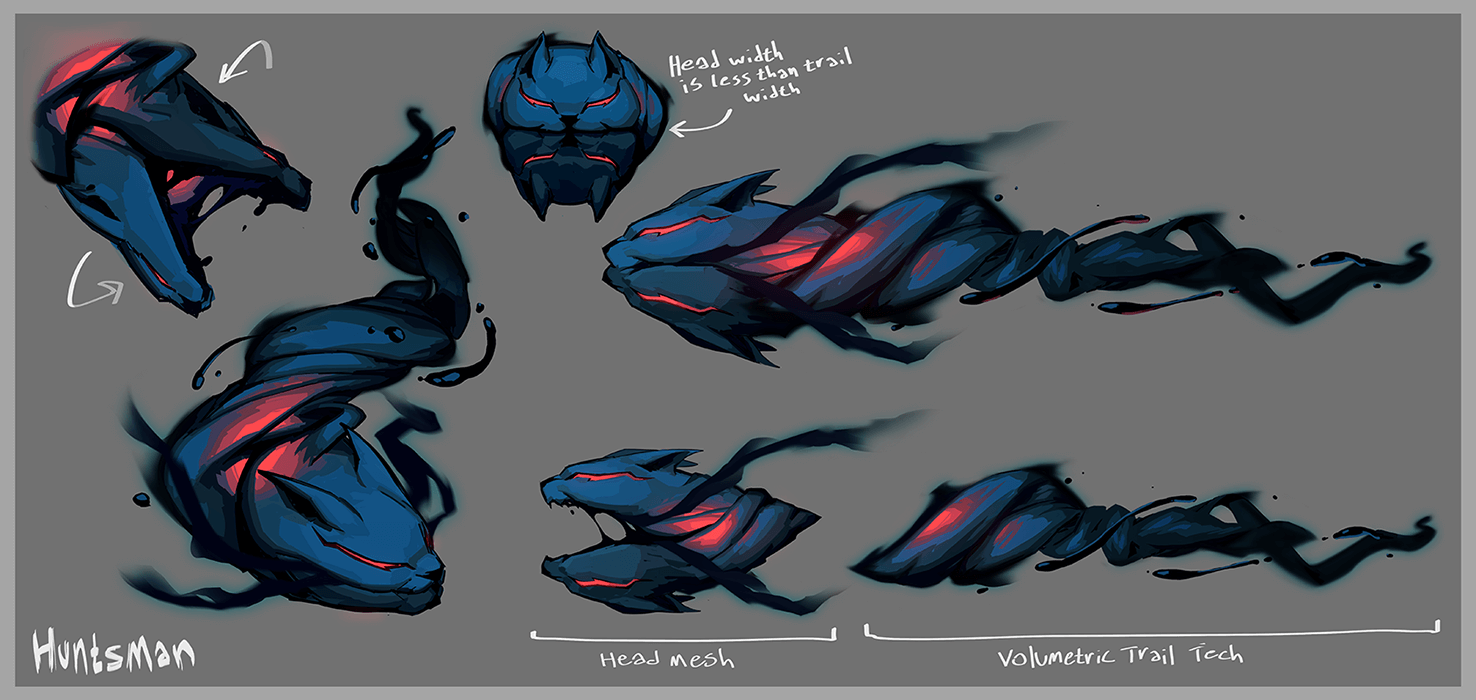 Head width
is less than trail
width
Huntsman
Head mesh
Volumetric Trail Tech